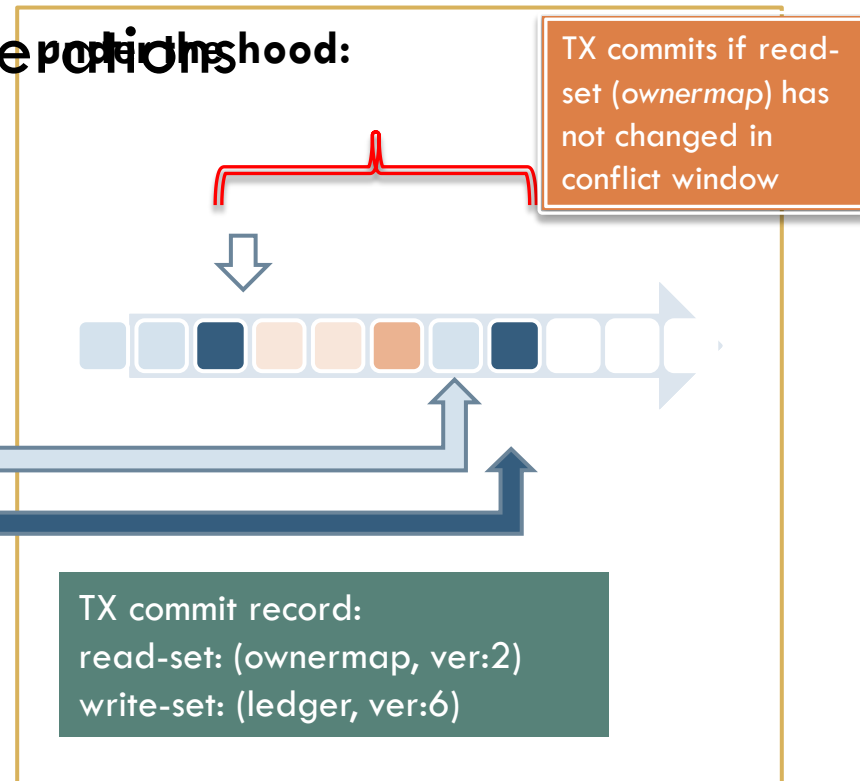 hood:
TX commits if read-
set (ownermap) has
not changed in
conflict window
TX commit record:
read-set: (ownermap, ver:2)
write-set: (ledger, ver:6)